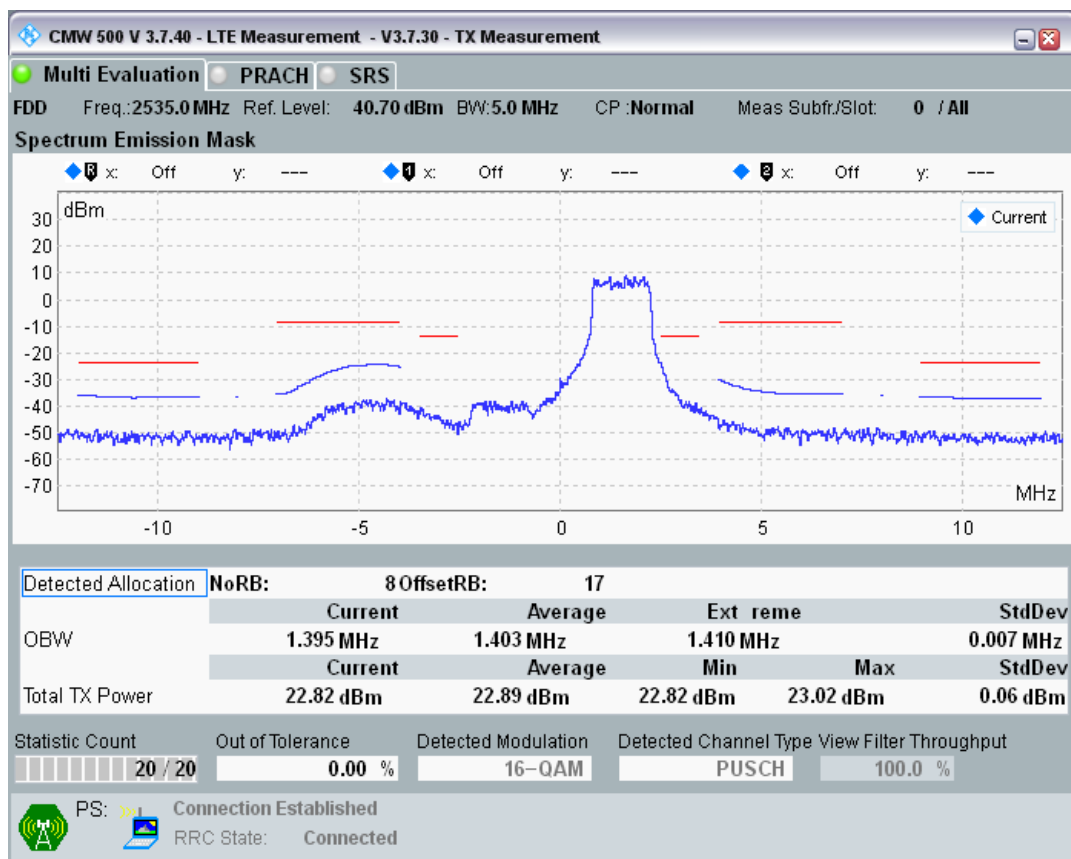 CMW 500 V 3.7.40 - LTE Measurement - V3.7.30 - TX Measurement
Multi Evaluation PRACH SRS
FDD Freq.:2535.0 MHz Ref. Level: 40.70 dBm BW:5.0 MHz CP :Normal Meas Subfr./Slot: 0 / All
Spectrum Emission Mask
R x: Off y: --- 1 x: Off y: --- 2 x: Off y: ---
dBm
Current
30
20
10
0
-10
-20
-30
-40
-50
-60
-70
MHz
-10 -5 0 5 10
Detected Allocation NoRB: 8 OffsetRB: 17
Current Average Ext reme StdDev
OBW 1.395 MHz 1.403 MHz 1.410 MHz 0.007 MHz
Current Average Min Max StdDev
Total TX Power 22.82 dBm 22.89 dBm 22.82 dBm 23.02 dBm 0.06 dBm
Statistic Count Out of Tolerance Detected Modulation Detected Channel Type View Filter Throughput
20 / 20 0.00 % 16-QAM PUSCH 100.0 %
PS: Connection Established
RRC State: Connected